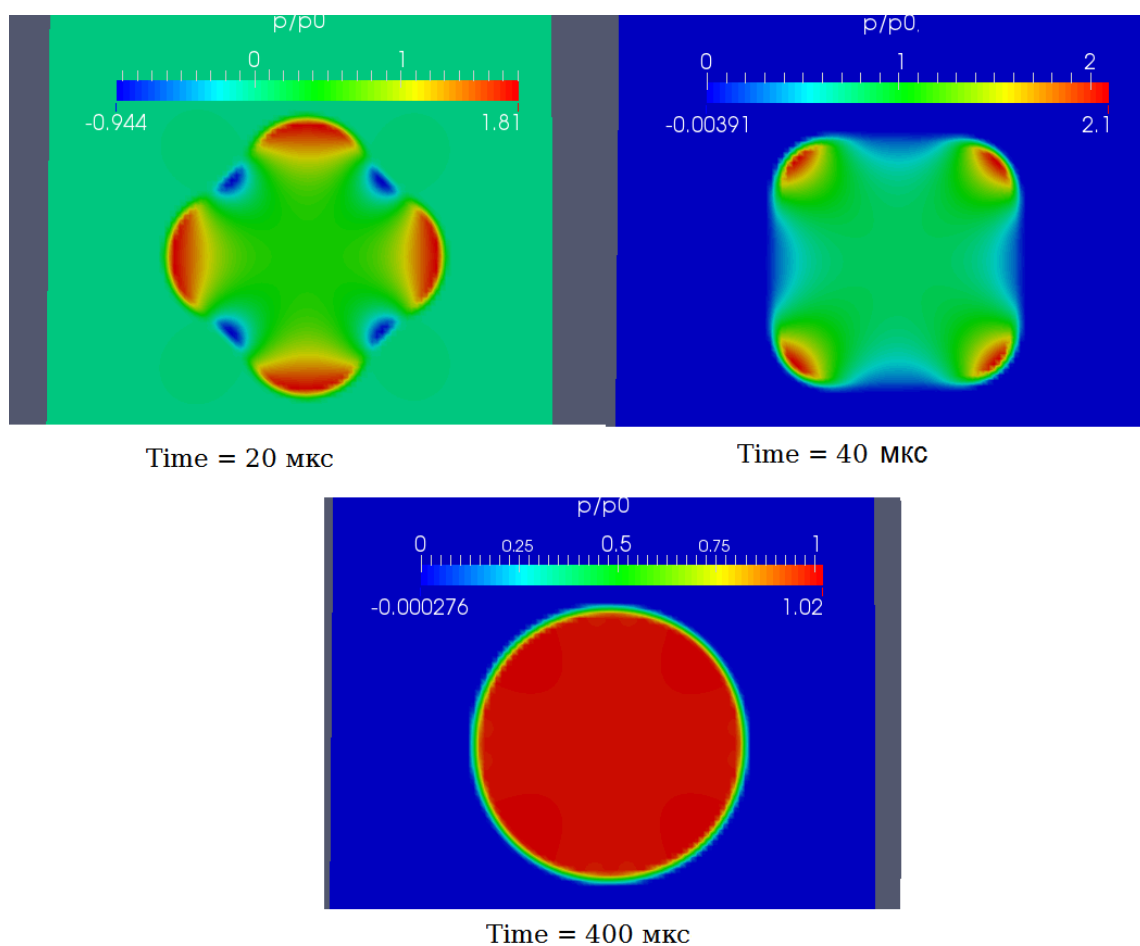 p/p0
0 1
-0.944 1.81
Time = 20 мкс
p/p0.
0 1 2
-0.00391 2.1
Time = 40 мкс
p/p0
0 0.25 0.5 0.75 1
-0.000276 1.02
Time = 400 мкс